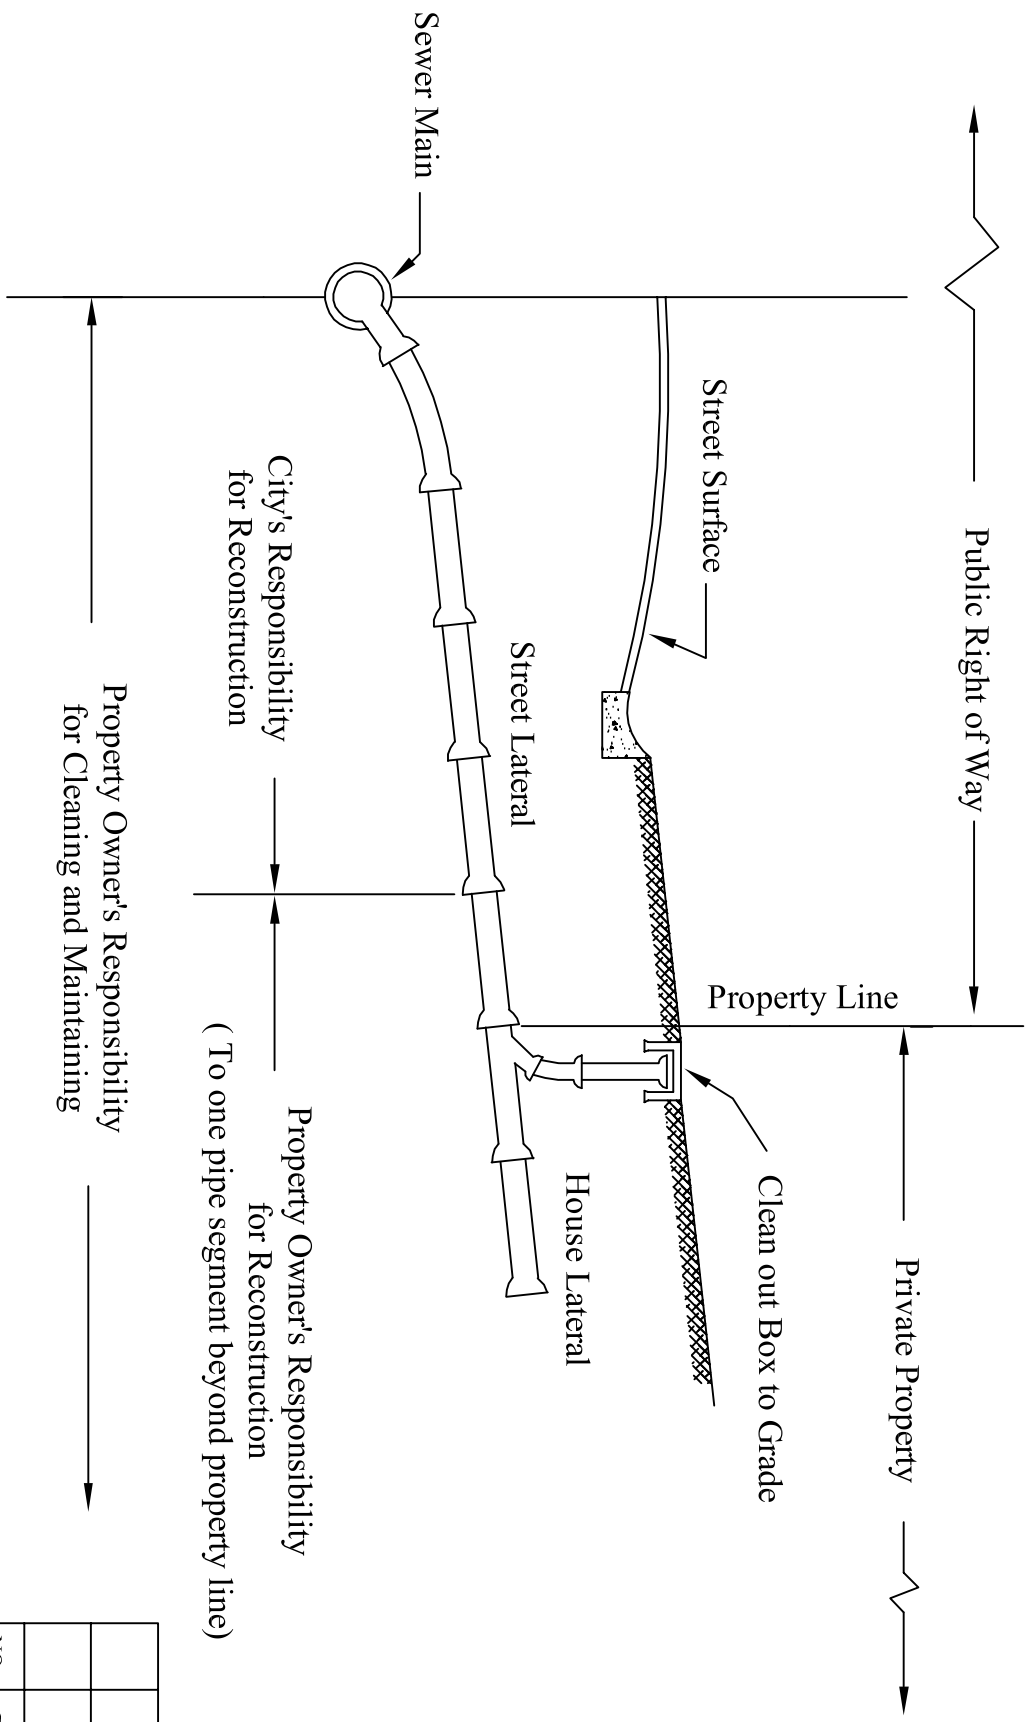 Public Right of Way
Private Property
Property Line
Clean out Box to Grade
Street Surface
Street Lateral
House Lateral
Sewer Main
City's Responsibility
for Reconstruction
Property Owner's Responsibility
for Reconstruction
( To one pipe segment beyond property line)
Property Owner's Responsibility
for Cleaning and Maintaining